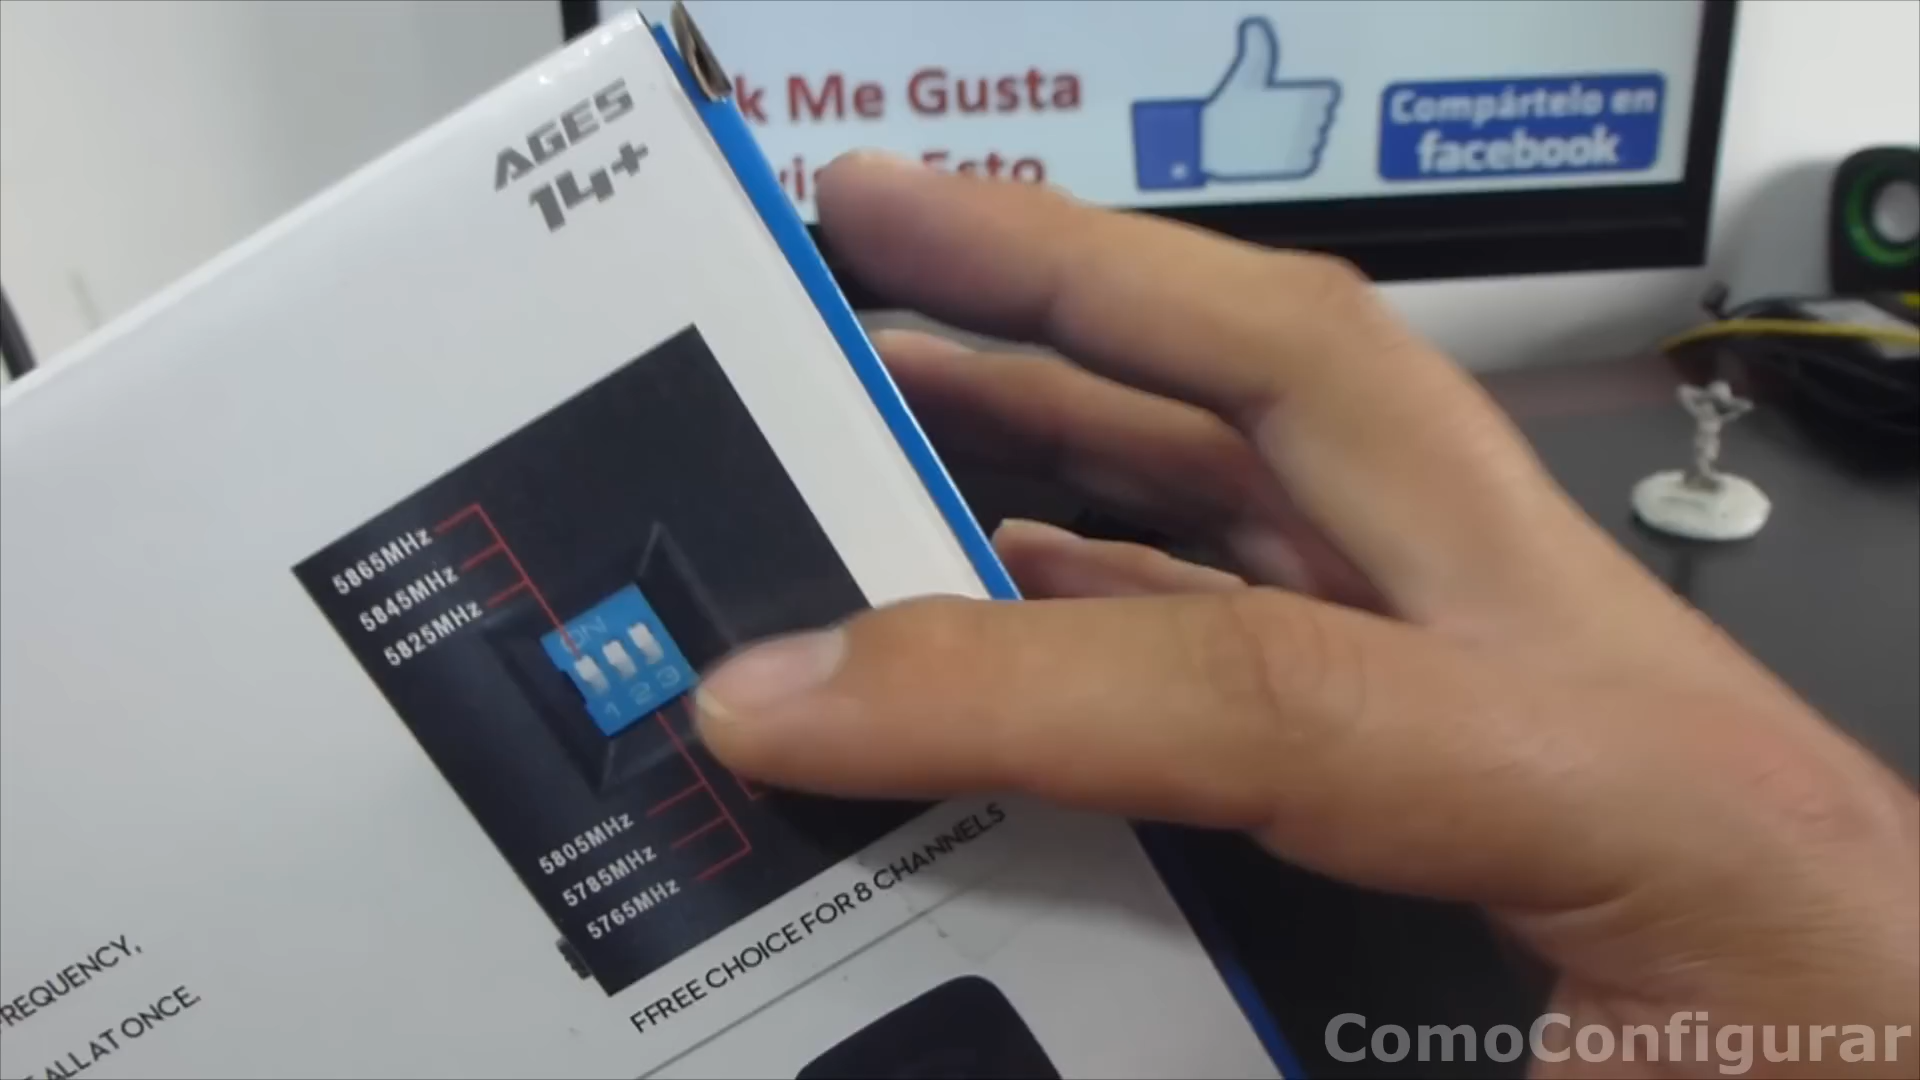 k Me Gusta
Esto
Compártelo en
facebook
AGES
14+
5865MHz
5845MHz
5825MHz
ON
1 2 3
5805MHz
5785MHz
5765MHz
FFREE CHOICE FOR 8 CHANNELS
REQUENCY,
ALL AT ONCE.
ComoConfigurar